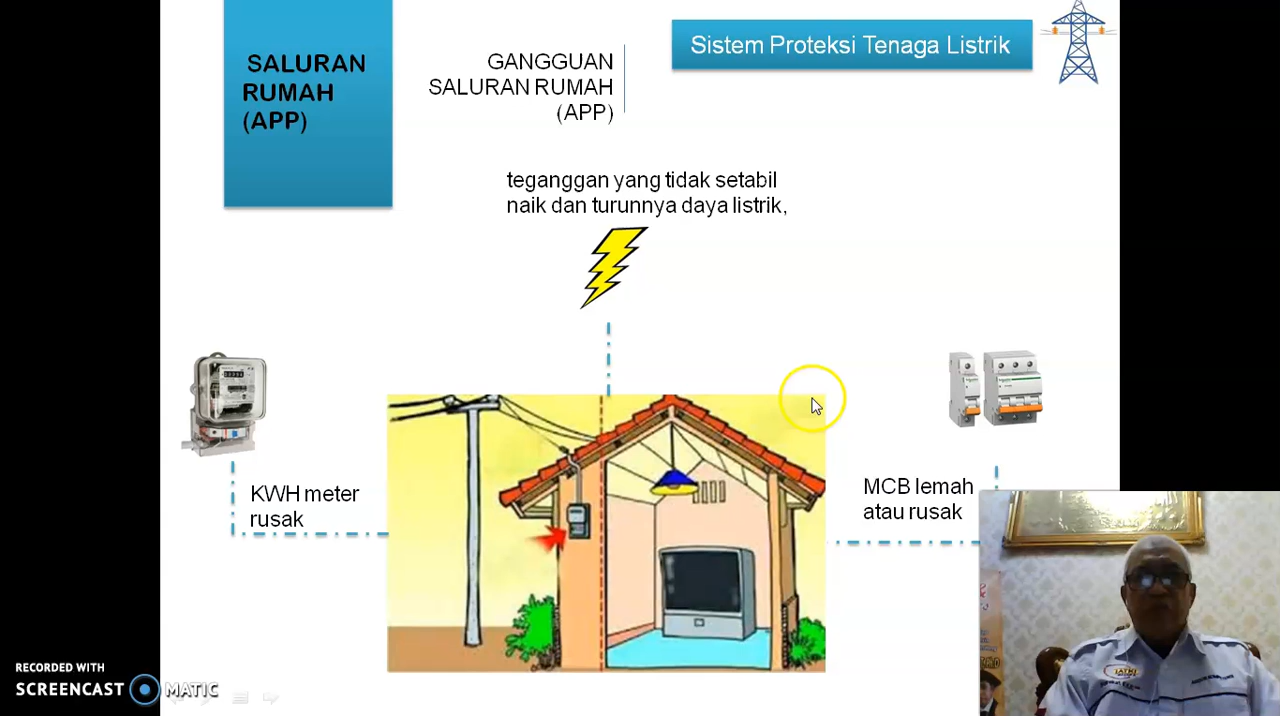 SALURAN
RUMAH
(APP)
GANGGUAN
SALURAN RUMAH
(APP)
Sistem Proteksi Tenaga Listrik
teganggan yang tidak setabil
naik dan turunnya daya listrik,
KWH meter
rusak
MCB lemah
atau rusak
RECORDED WITH
SCREENCAST MATIC